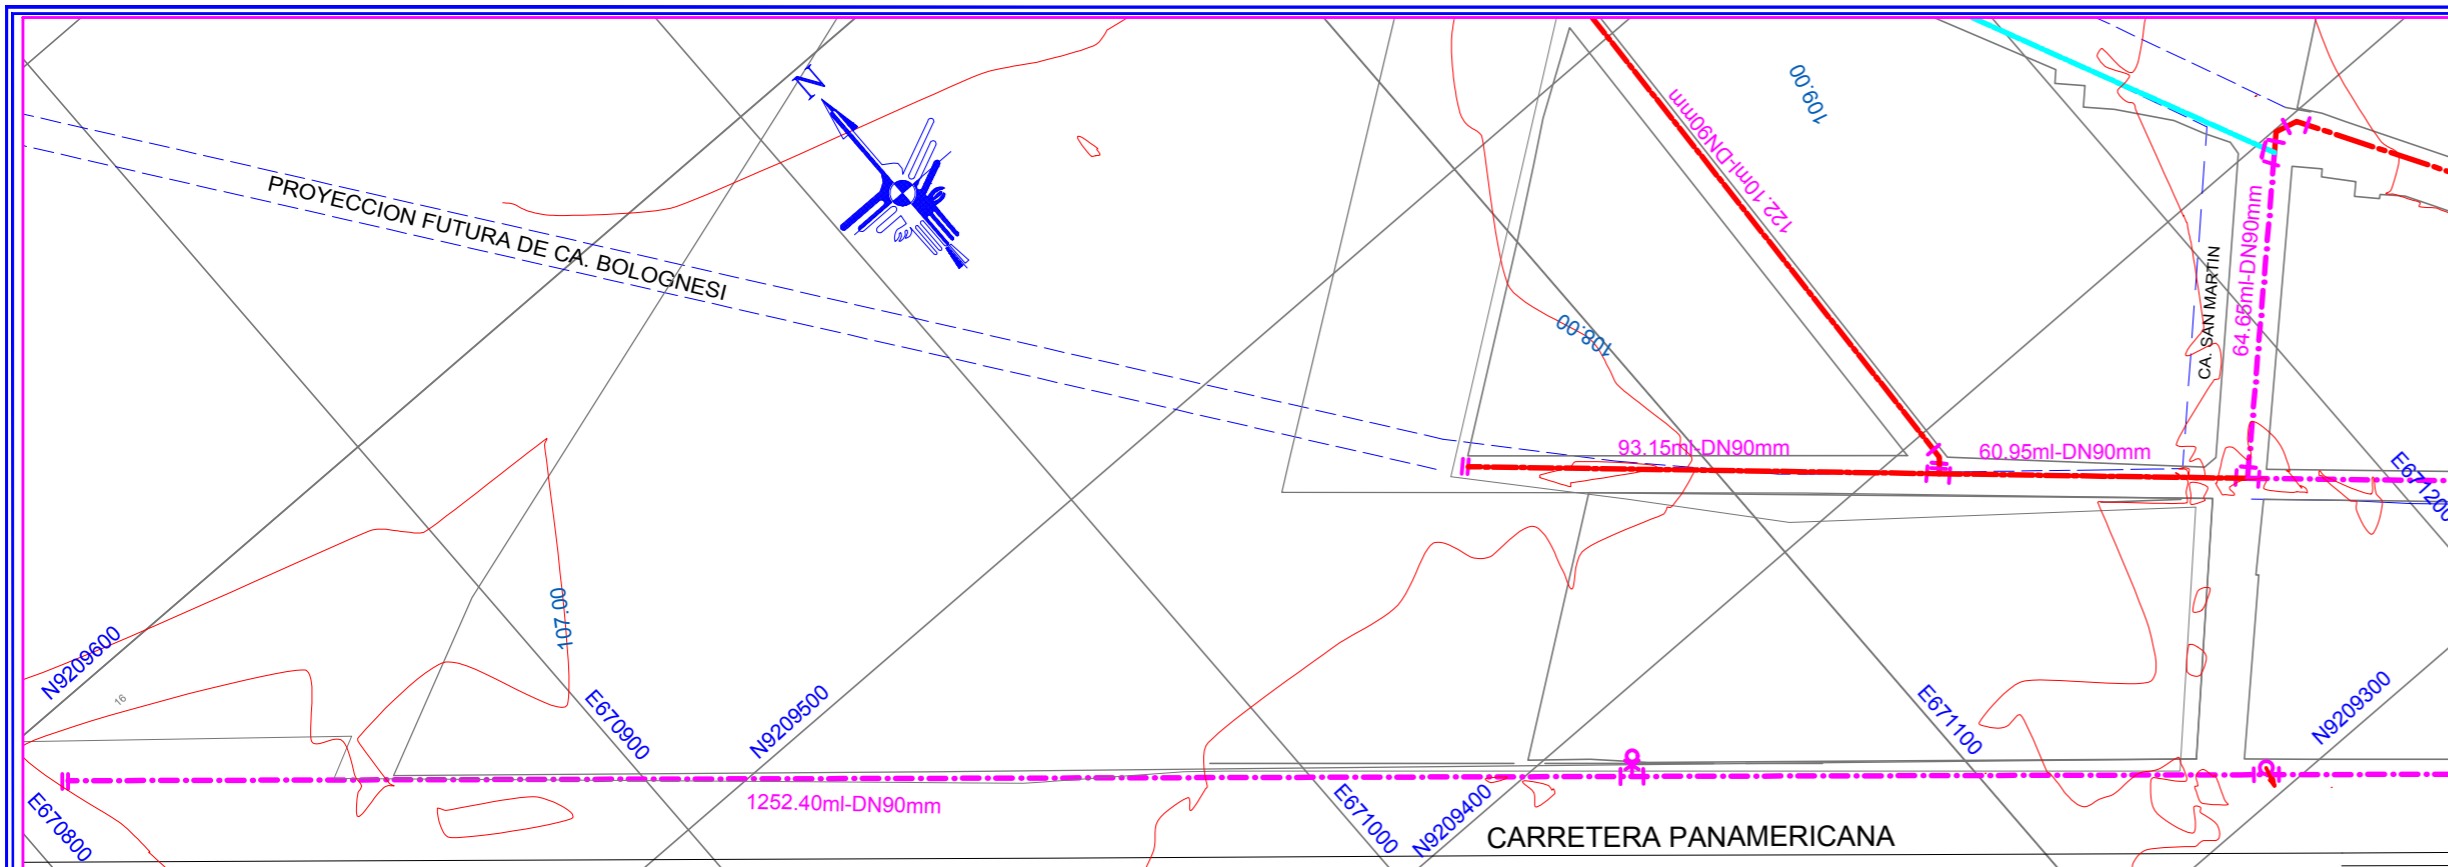 N
109.00
122.10ml-DN90mm
PROYECCION FUTURA DE CA. BOLOGNESI
64.65ml-DN90mm
CA. SAN MARTIN
108.00
93.15ml-DN90mm
60.95ml-DN90mm
E671200
107.00
N9209600
16
E670900
N9209500
E671100
N9209300
1252.40ml-DN90mm
E670800
E671000
N9209400
CARRETERA PANAMERICANA